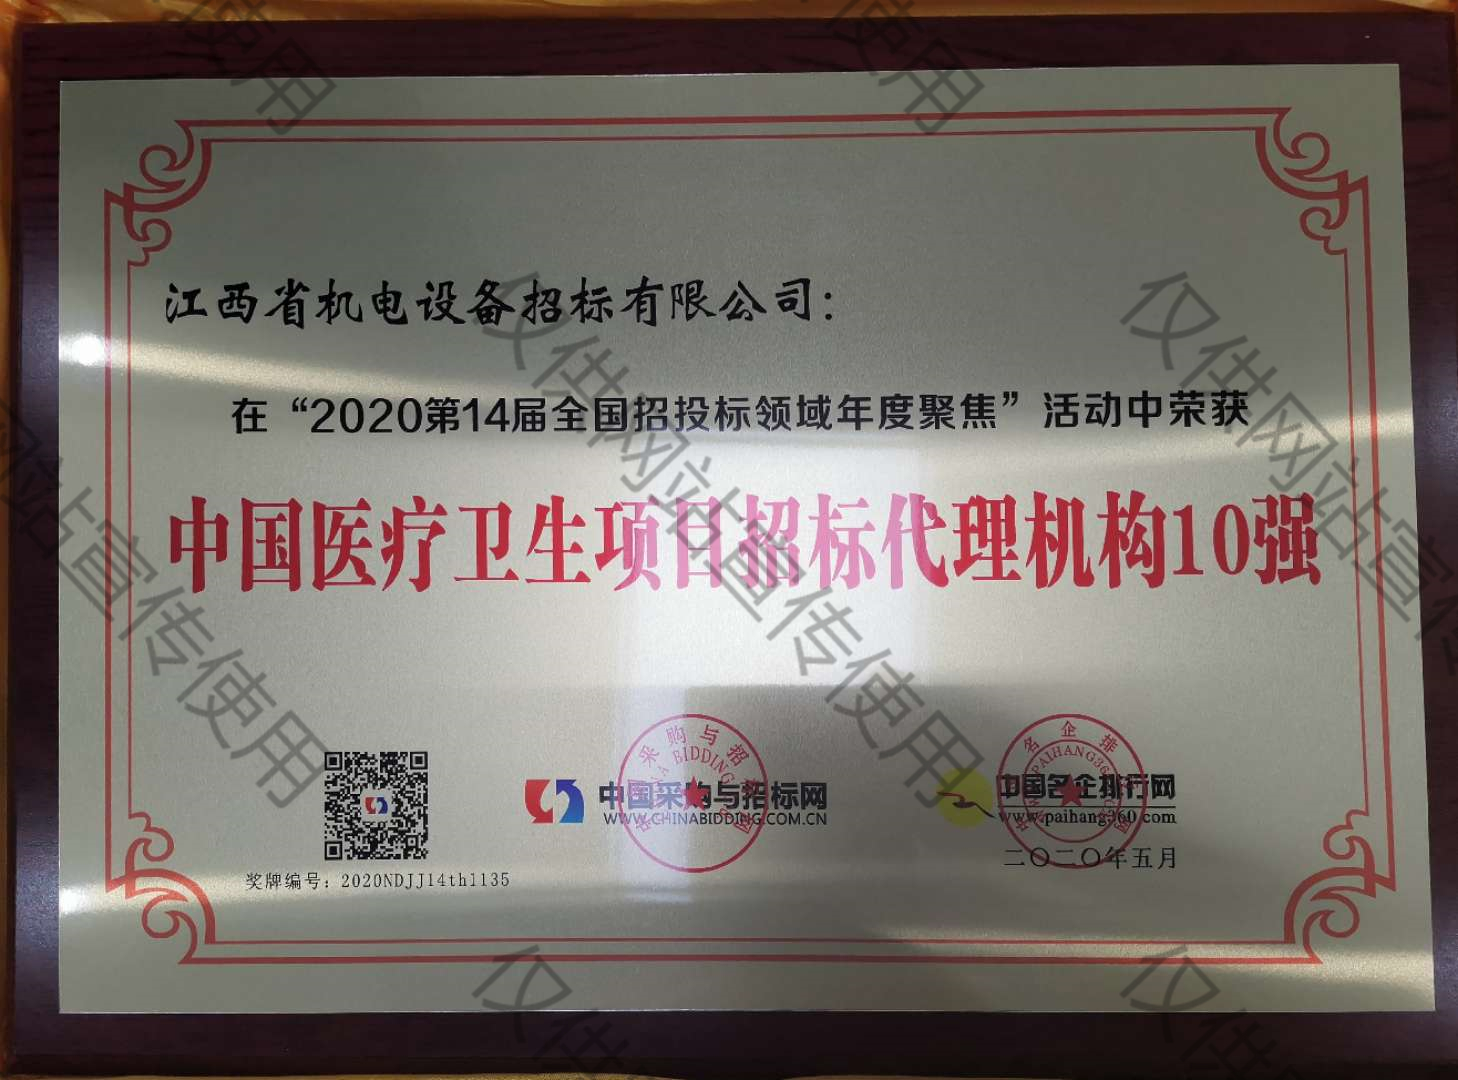 江西省机电设备招标有限公司：
在“2020第14届全国招投标领域年度聚焦”活动中荣获
中国医疗卫生项目招标代理机构10强
中国采购与招标网
WWW.CHINABIDDING.COM.CN
中国名企排行网
www.paihang360.com
二〇二〇年五月
奖牌编号：2020NDJJ14th1135
仅供网站宣传使用